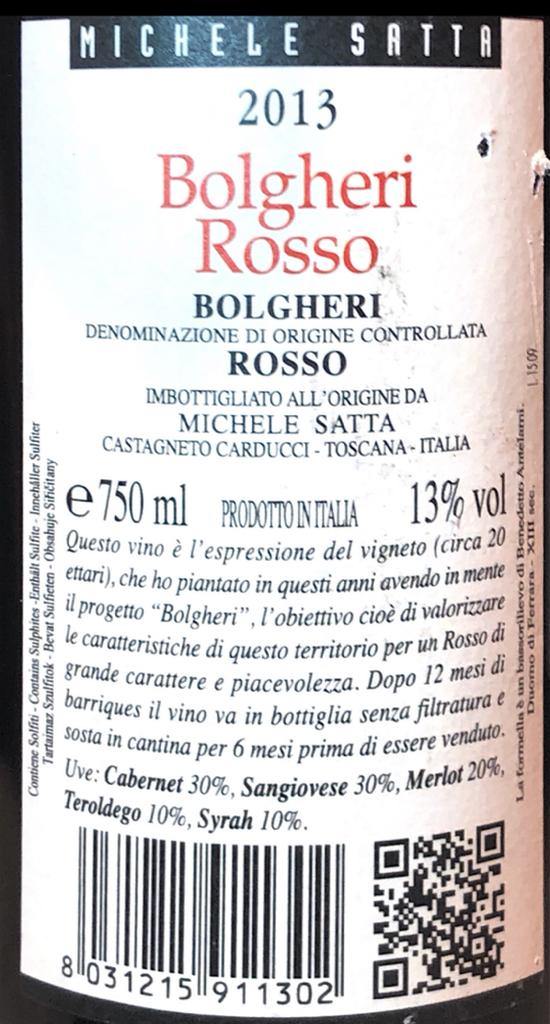 MICHELE SATTA
2013
Bolgheri
Rosso
BOLGHERI
DENOMINAZIONE DI ORIGINE CONTROLLATA
ROSSO
IMBOTTIGLIATO ALL'ORIGINE DA
MICHELE SATTA
CASTAGNETO CARDUCCI - TOSCANA - ITALIA
e 750 ml PRODOTTO IN ITALIA 13% vol
Questo vino è l'espressione del vigneto (circa 20
ettari), che ho piantato in questi anni avendo in mente
il progetto "Bolgheri", l'obiettivo cioè di valorizzare
le caratteristiche di questo territorio per un Rosso di
grande carattere e piacevolezza. Dopo 12 mesi di
barriques il vino va in bottiglia senza filtratura e
sosta in cantina per 6 mesi prima di essere venduto.
Uve: Cabernet 30%, Sangiovese 30%, Merlot 20%,
Teroldego 10%, Syrah 10%.
8 031215 911302
Contiene Solfiti - Contains Sulphites - Enthält Sulfite - Innehåller Sulfiter
Tartalmaz Szulfitok - Bevat Sulfieten - Obsahuje Siřičitany
La formella è un bassorilievo di Benedetto Antelami.
Duomo di Ferrara - XIII sec.
L 15 09